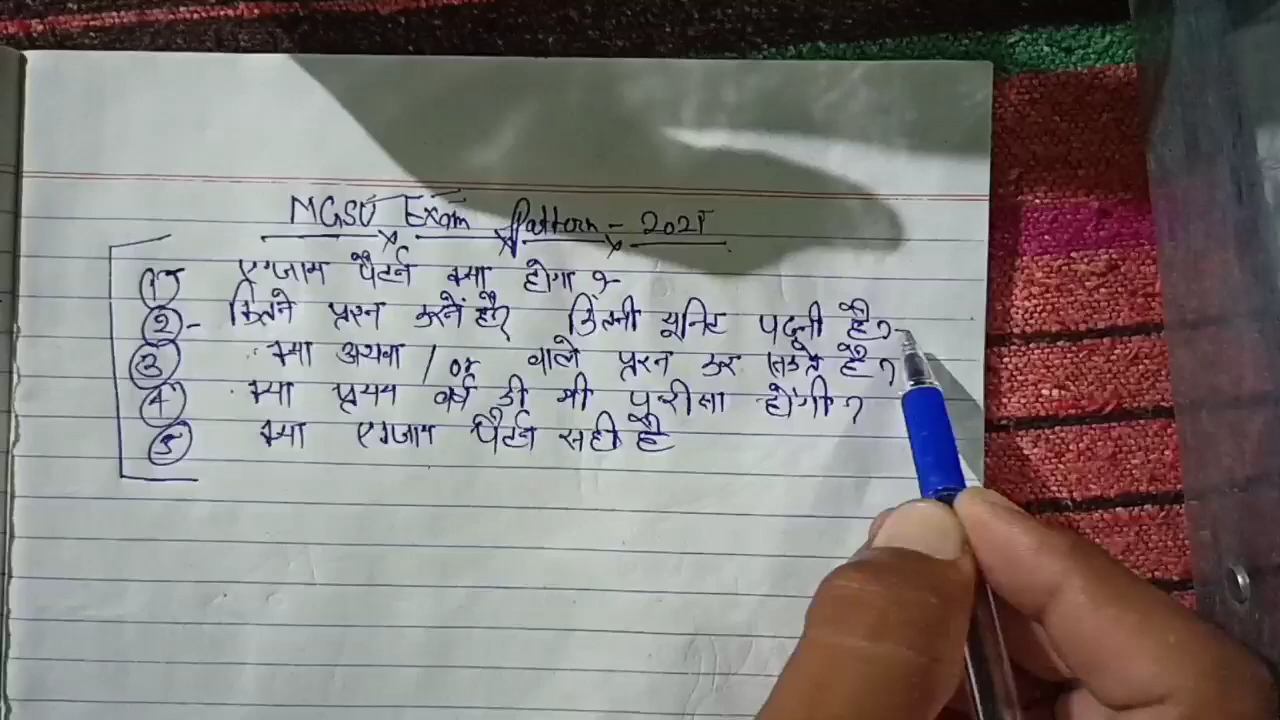 MGSU Exam Pattern - 2021
① एग्जाम पैटर्न क्या होगा ?-
②- कितने प्रश्न करनें है? कितनी यूनिट पढ़नी है?-
③ क्या अथवा / or वाले प्रश्न कर सकते है?
④ क्या प्रथम वर्ष की भी परीक्षा होगी?
⑤ क्या एग्जाम पैटर्न सही है